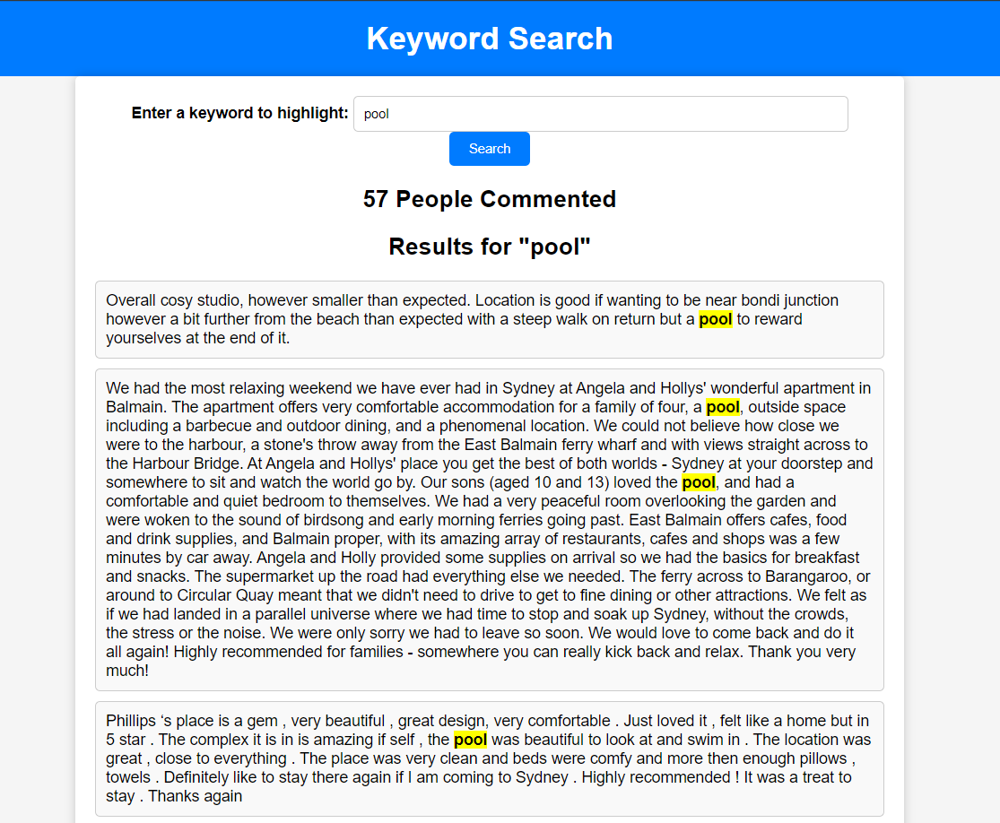 Keyword Search
Enter a keyword to highlight: pool
Search
57 People Commented
Results for "pool"
Overall cosy studio, however smaller than expected. Location is good if wanting to be near bondi junction
however a bit further from the beach than expected with a steep walk on return but a pool to reward
yourselves at the end of it.
We had the most relaxing weekend we have ever had in Sydney at Angela and Hollys' wonderful apartment in
Balmain. The apartment offers very comfortable accommodation for a family of four, a pool, outside space
including a barbecue and outdoor dining, and a phenomenal location. We could not believe how close we
were to the harbour, a stone's throw away from the East Balmain ferry wharf and with views straight across to
the Harbour Bridge. At Angela and Hollys' place you get the best of both worlds - Sydney at your doorstep and
somewhere to sit and watch the world go by. Our sons (aged 10 and 13) loved the pool, and had a
comfortable and quiet bedroom to themselves. We had a very peaceful room overlooking the garden and
were woken to the sound of birdsong and early morning ferries going past. East Balmain offers cafes, food
and drink supplies, and Balmain proper, with its amazing array of restaurants, cafes and shops was a few
minutes by car away. Angela and Holly provided some supplies on arrival so we had the basics for breakfast
and snacks. The supermarket up the road had everything else we needed. The ferry across to Barangaroo, or
around to Circular Quay meant that we didn't need to drive to get to fine dining or other attractions. We felt as
if we had landed in a parallel universe where we had time to stop and soak up Sydney, without the crowds,
the stress or the noise. We were only sorry we had to leave so soon. We would love to come back and do it
all again! Highly recommended for families - somewhere you can really kick back and relax. Thank you very
much!
Phillips ‘s place is a gem , very beautiful , great design, very comfortable . Just loved it , felt like a home but in
5 star . The complex it is in is amazing if self , the pool was beautiful to look at and swim in . The location was
great , close to everything . The place was very clean and beds were comfy and more then enough pillows ,
towels . Definitely like to stay there again if I am coming to Sydney . Highly recommended ! It was a treat to
stay . Thanks again